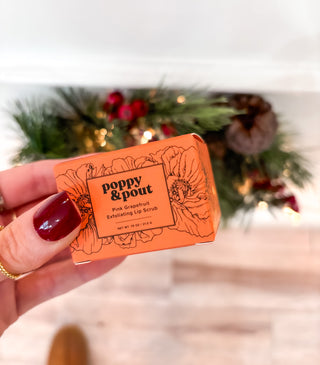 poppy
& pout
Pink Grapefruit
Exfoliating Lip Scrub